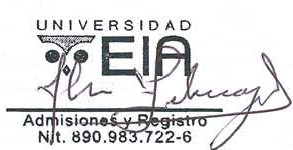 UNIVERSIDAD
EIA
Admisiones y Registro
Nit. 890.983.722-6